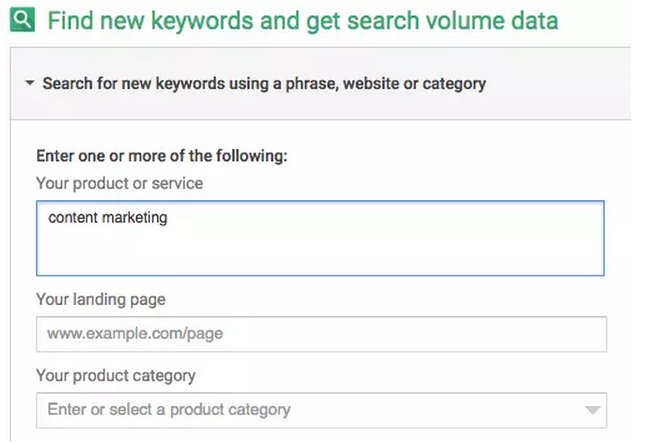 Find new keywords and get search volume data
Search for new keywords using a phrase, website or category
Enter one or more of the following:
Your product or service
content marketing
Your landing page
www.example.com/page
Your product category
Enter or select a product category